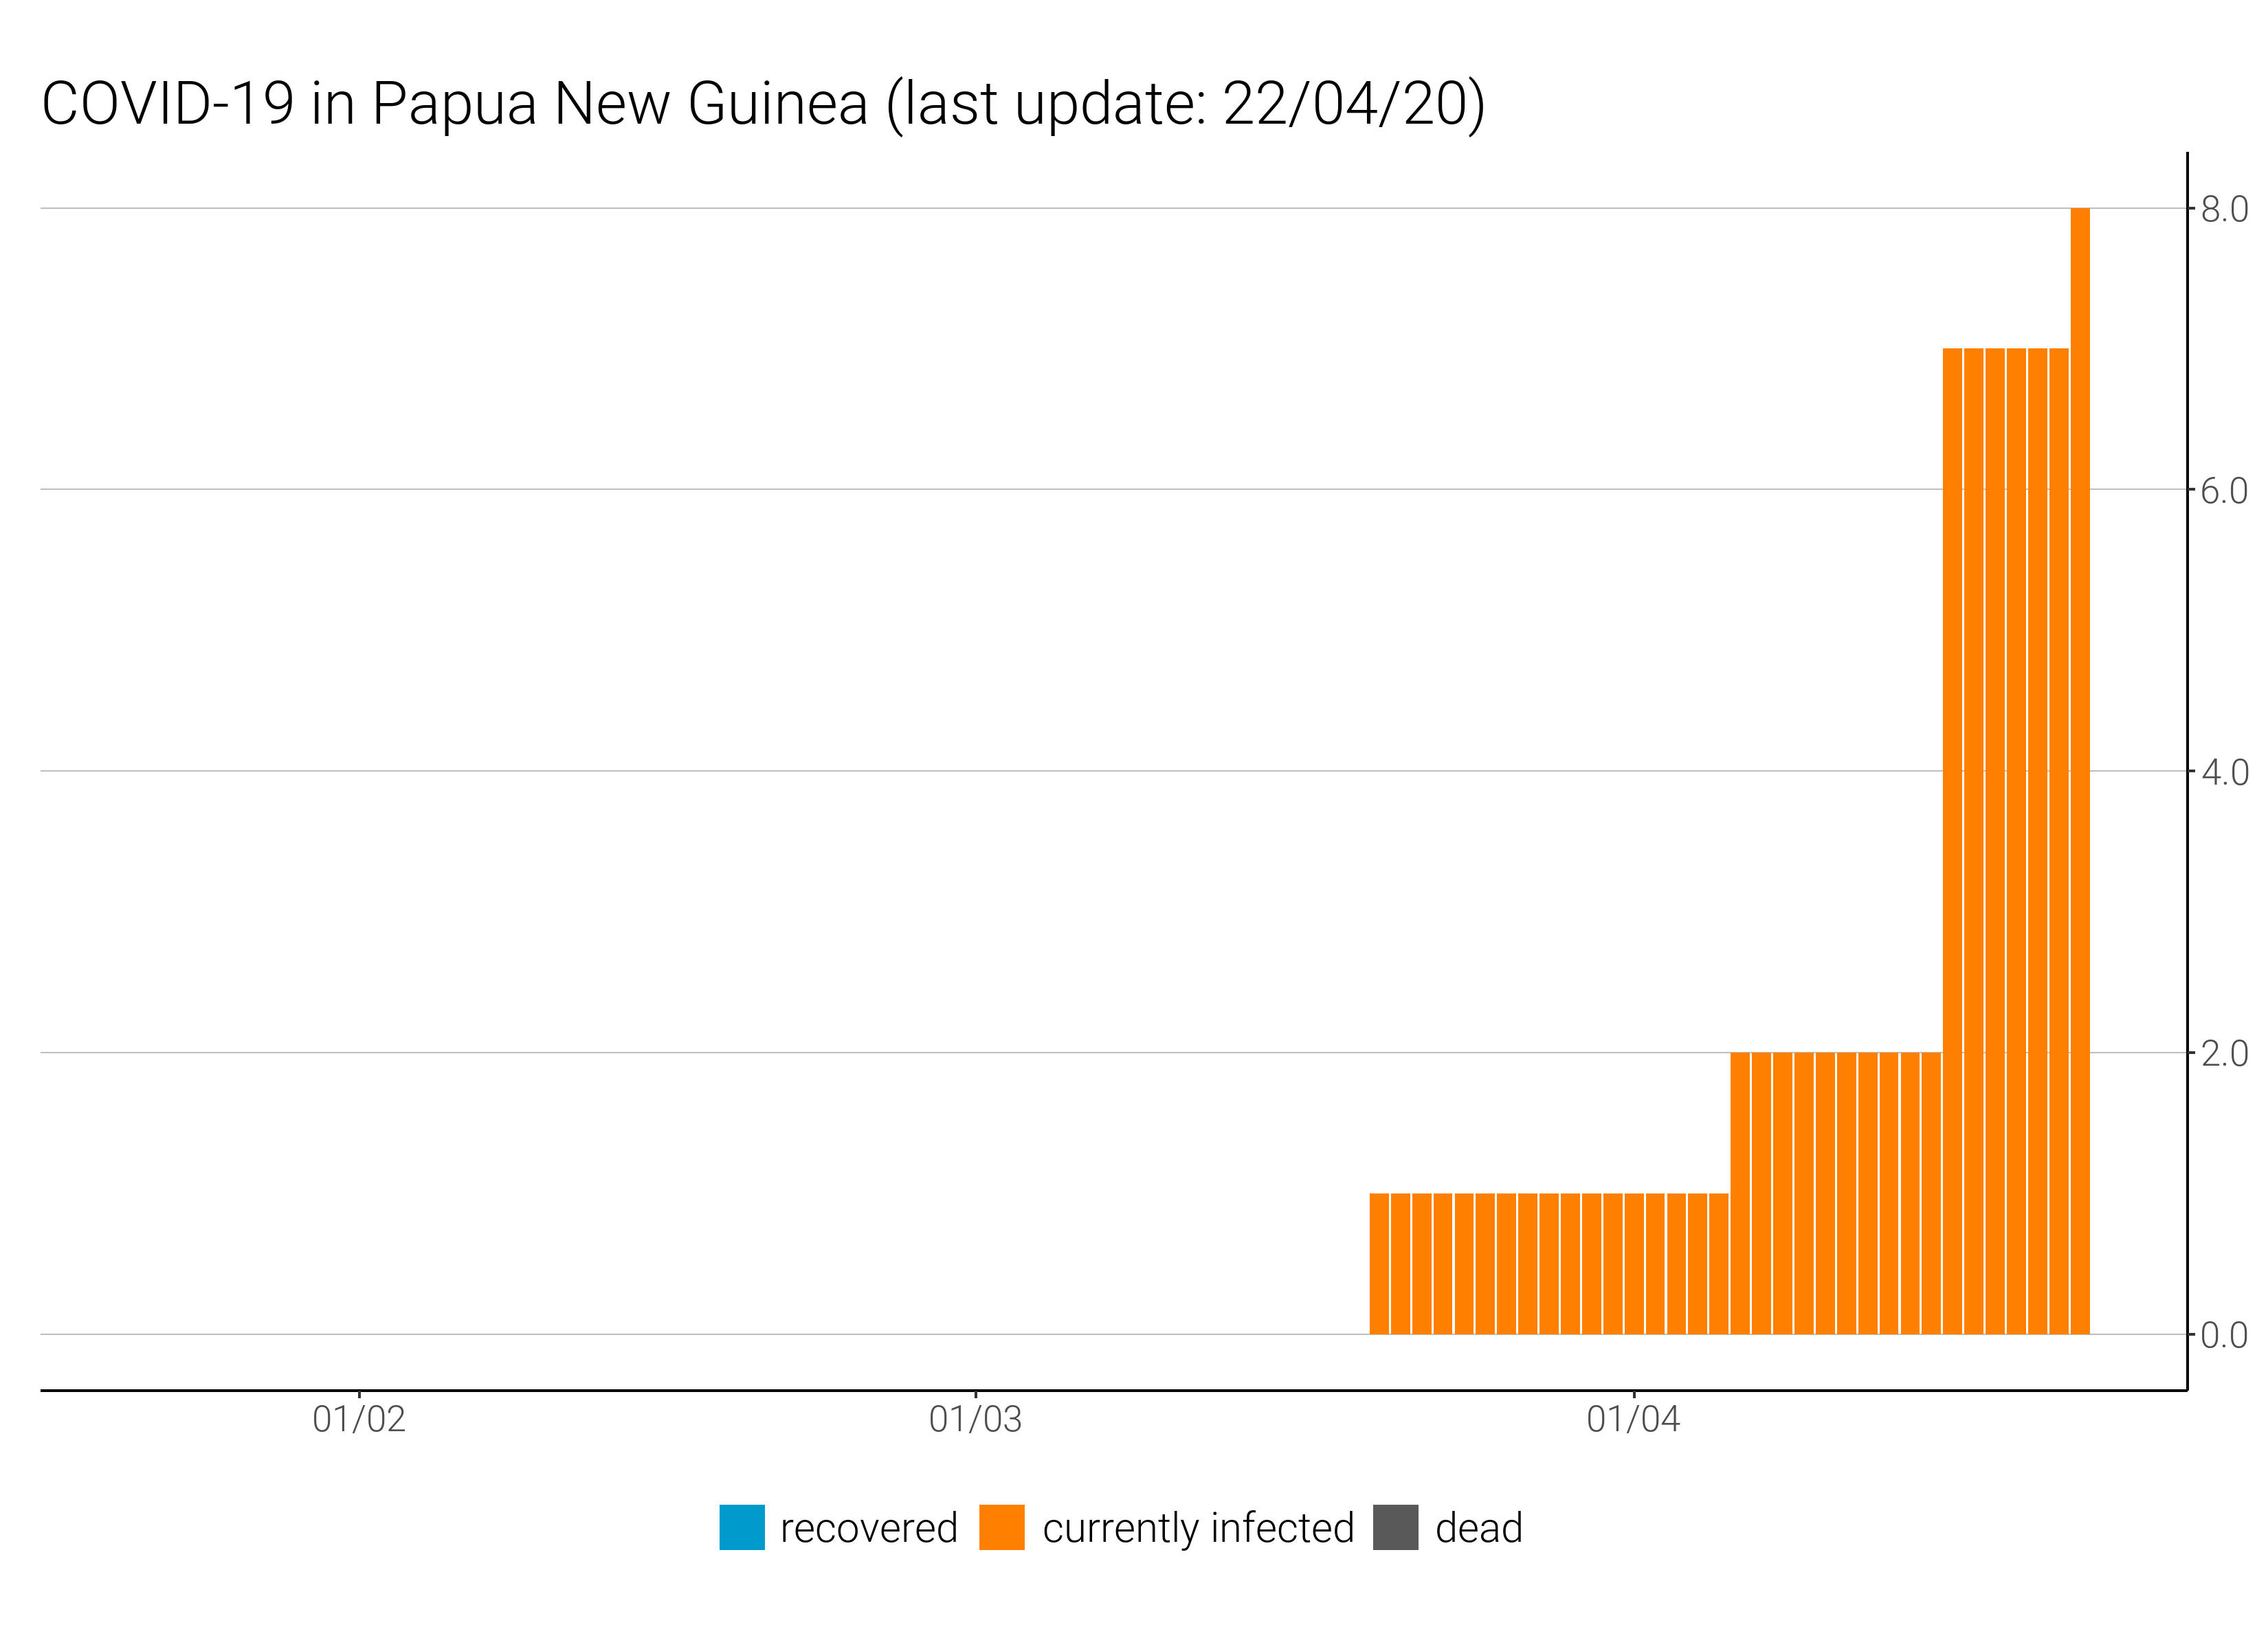 COVID-19 in Papua New Guinea (last update: 22/04/20)
8.0
6.0
4.0
2.0
0.0
01/02 01/03 01/04
recovered currently infected dead